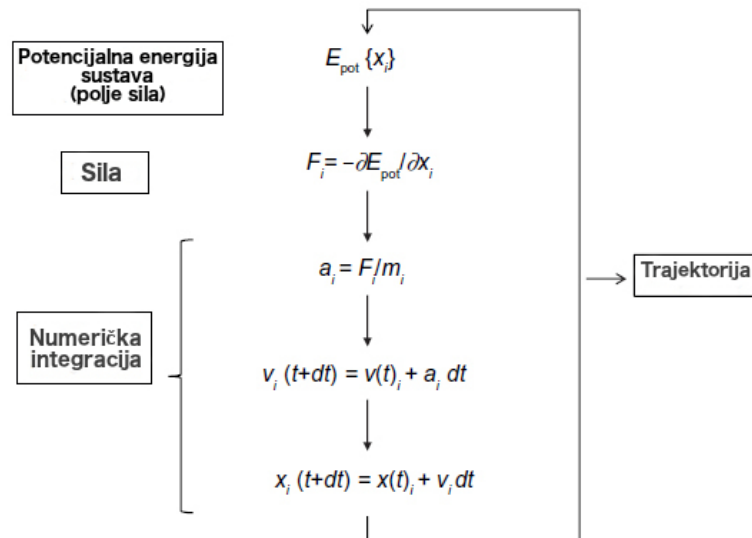 Potencijalna energija
sustava
(polje sila)
E_pot {x_i}
Sila
F_i = −∂E_pot/∂x_i
a_i = F_i/m_i
Trajektorija
Numerička
integracija
v_i (t+dt) = v(t)_i + a_i dt
x_i (t+dt) = x(t)_i + v_i dt